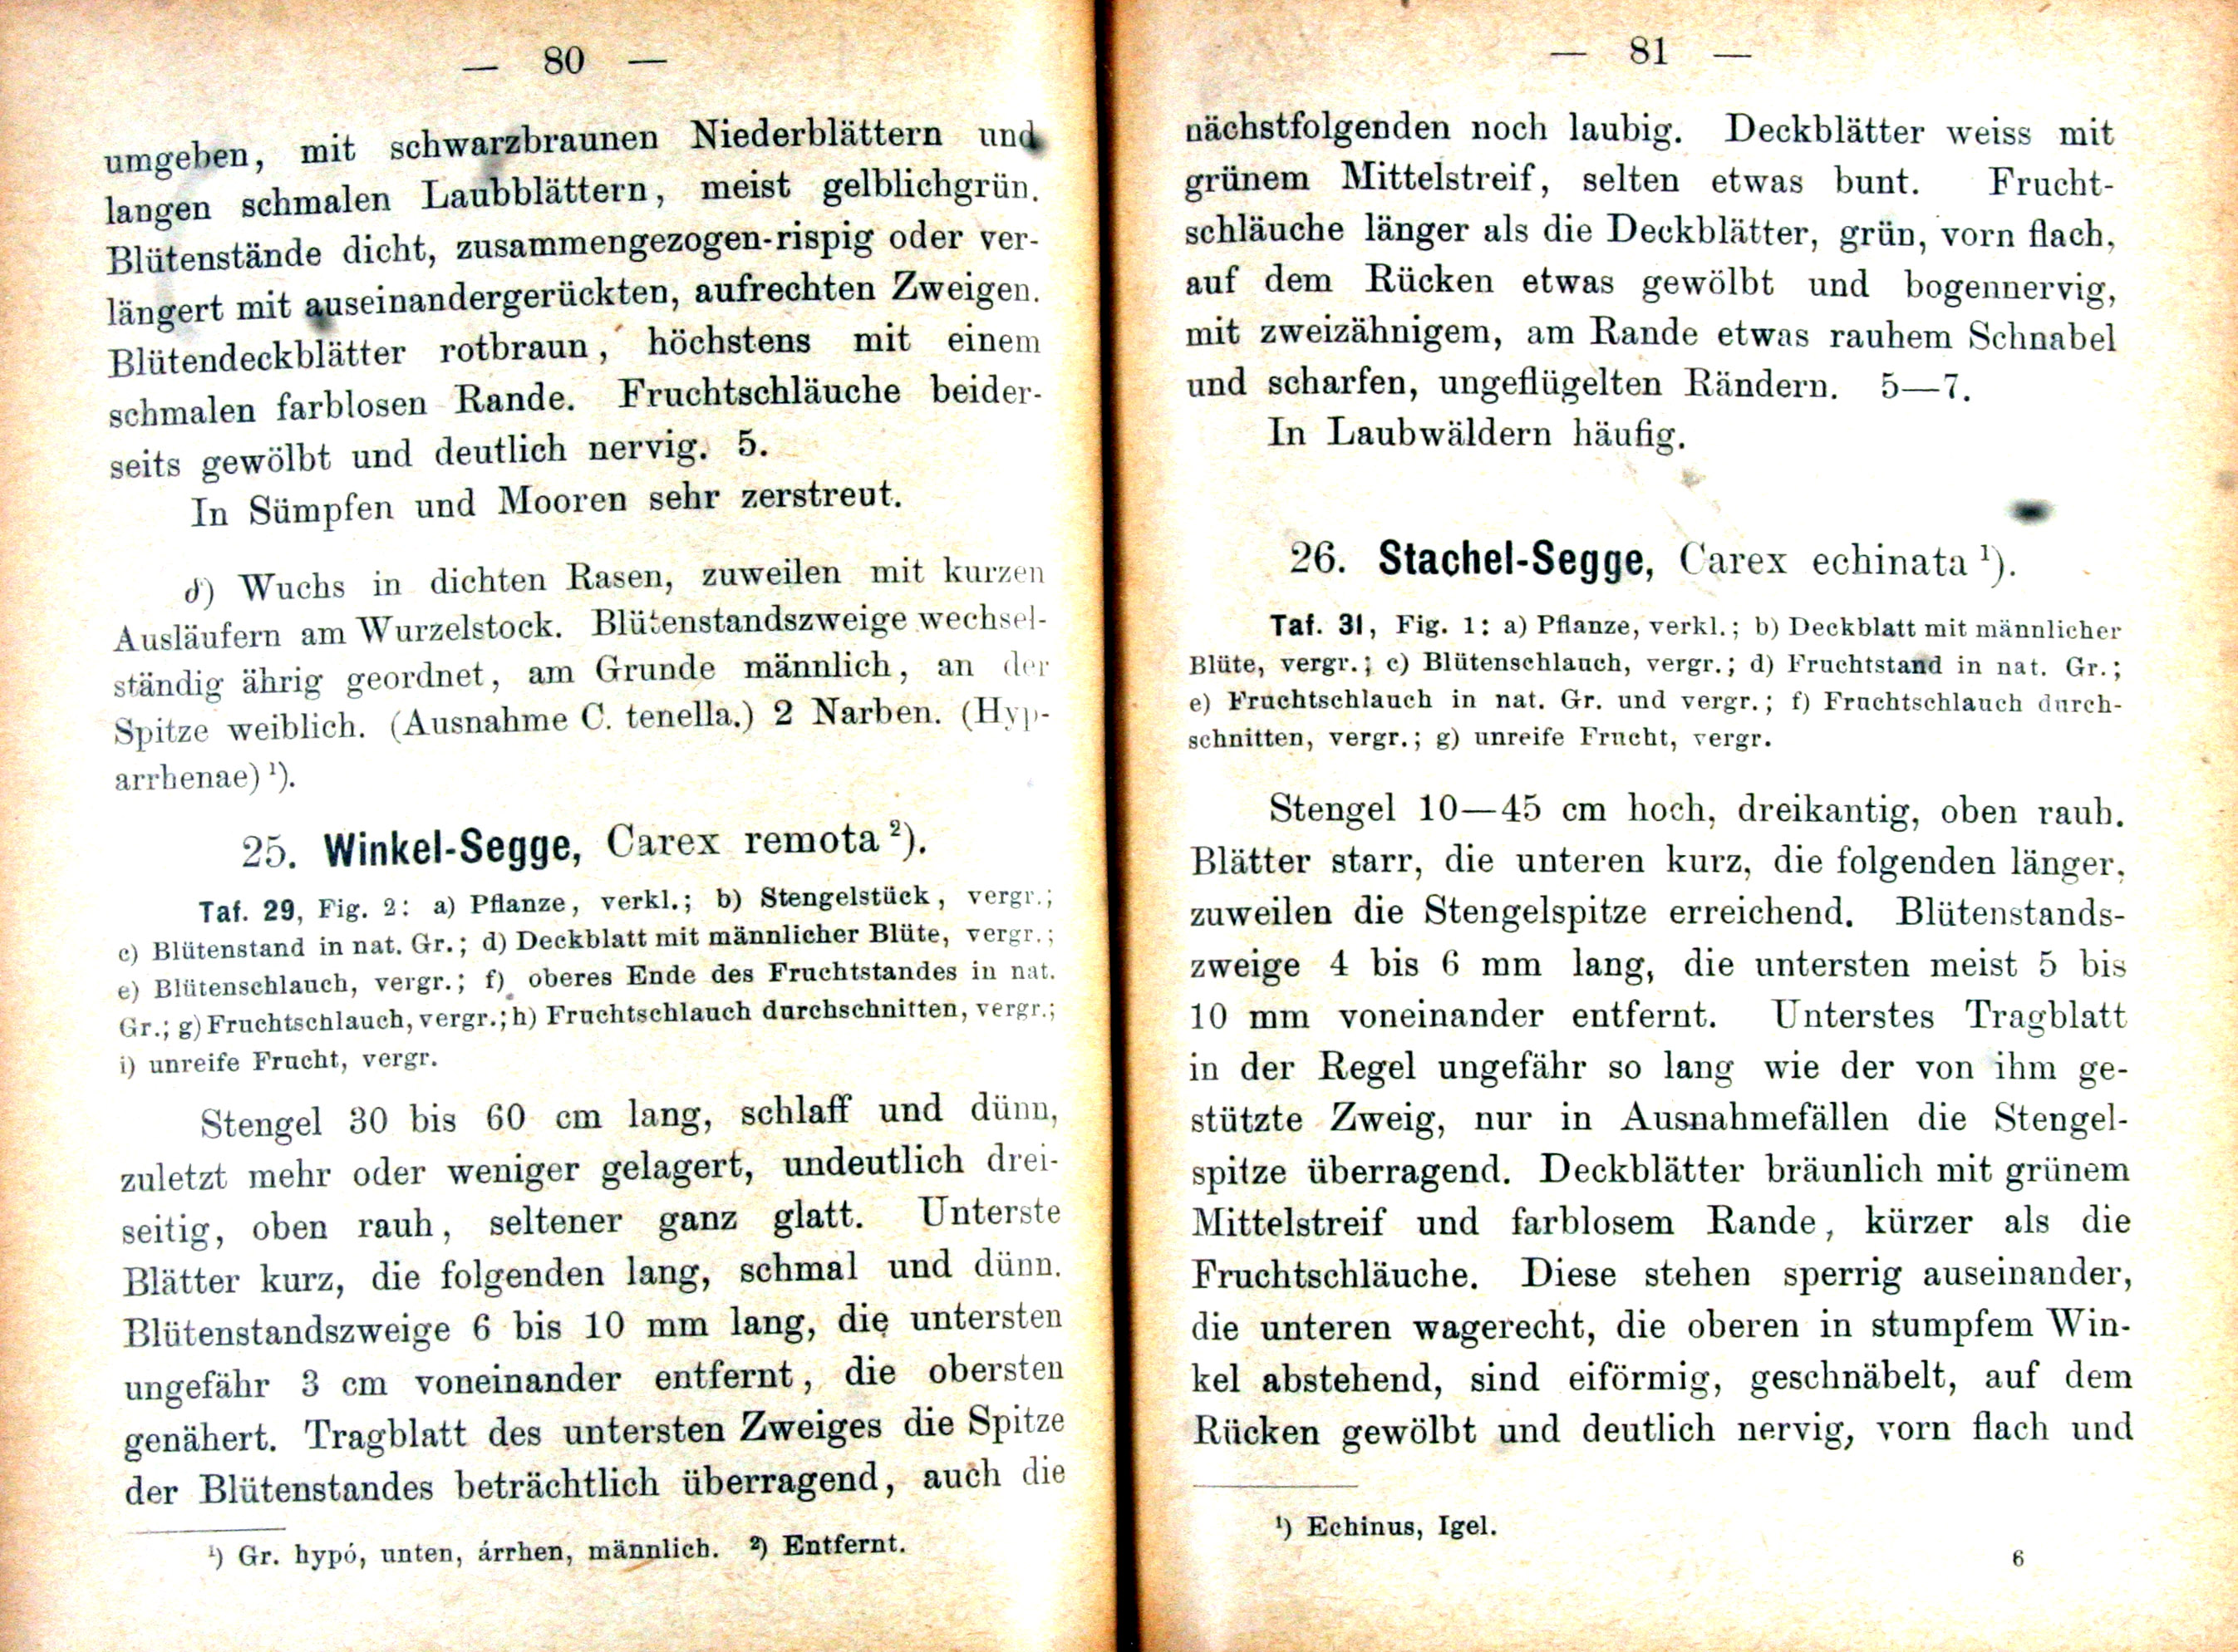 — 80 —
umgeben, mit schwarzbraunen Niederblättern und
langen schmalen Laubblättern, meist gelblichgrün.
Blütenstände dicht, zusammengezogen-rispig oder ver-
längert mit auseinandergerückten, aufrechten Zweigen.
Blütendeckblätter rotbraun, höchstens mit einem
schmalen farblosen Rande. Fruchtschläuche beider-
seits gewölbt und deutlich nervig. 5.
In Sümpfen und Mooren sehr zerstreut.
δ) Wuchs in dichten Rasen, zuweilen mit kurzen
Ausläufern am Wurzelstock. Blütenstandszweige wechsel-
ständig ährig geordnet, am Grunde männlich, an der
Spitze weiblich. (Ausnahme C. tenella.) 2 Narben. (Hyp-
arrhenae) ¹).
25. Winkel-Segge, Carex remota ²).
Taf. 29, Fig. 2: a) Pflanze, verkl.; b) Stengelstück, vergr.;
c) Blütenstand in nat. Gr.; d) Deckblatt mit männlicher Blüte, vergr.;
e) Blütenschlauch, vergr.; f) oberes Ende des Fruchtstandes in nat.
Gr.; g) Fruchtschlauch, vergr.; h) Fruchtschlauch durchschnitten, vergr.;
i) unreife Frucht, vergr.
Stengel 30 bis 60 cm lang, schlaff und dünn,
zuletzt mehr oder weniger gelagert, undeutlich drei-
seitig, oben rauh, seltener ganz glatt. Unterste
Blätter kurz, die folgenden lang, schmal und dünn.
Blütenstandszweige 6 bis 10 mm lang, die untersten
ungefähr 3 cm voneinander entfernt, die obersten
genähert. Tragblatt des untersten Zweiges die Spitze
der Blütenstandes beträchtlich überragend, auch die
¹) Gr. hypó, unten, árrhen, männlich. ²) Entfernt.
— 81 —
nächstfolgenden noch laubig. Deckblätter weiss mit
grünem Mittelstreif, selten etwas bunt. Frucht-
schläuche länger als die Deckblätter, grün, vorn flach,
auf dem Rücken etwas gewölbt und bogennervig,
mit zweizähnigem, am Rande etwas rauhem Schnabel
und scharfen, ungeflügelten Rändern. 5—7.
In Laubwäldern häufig.
26. Stachel-Segge, Carex echinata ¹).
Taf. 31, Fig. 1: a) Pflanze, verkl.; b) Deckblatt mit männlicher
Blüte, vergr.; c) Blütenschlauch, vergr.; d) Fruchtstand in nat. Gr.;
e) Fruchtschlauch in nat. Gr. und vergr.; f) Fruchtschlauch durch-
schnitten, vergr.; g) unreife Frucht, vergr.
Stengel 10—45 cm hoch, dreikantig, oben rauh.
Blätter starr, die unteren kurz, die folgenden länger,
zuweilen die Stengelspitze erreichend. Blütenstands-
zweige 4 bis 6 mm lang, die untersten meist 5 bis
10 mm voneinander entfernt. Unterstes Tragblatt
in der Regel ungefähr so lang wie der von ihm ge-
stützte Zweig, nur in Ausnahmefällen die Stengel-
spitze überragend. Deckblätter bräunlich mit grünem
Mittelstreif und farblosem Rande, kürzer als die
Fruchtschläuche. Diese stehen sperrig auseinander,
die unteren wagerecht, die oberen in stumpfem Win-
kel abstehend, sind eiförmig, geschnäbelt, auf dem
Rücken gewölbt und deutlich nervig, vorn flach und
¹) Echinus, Igel.
6